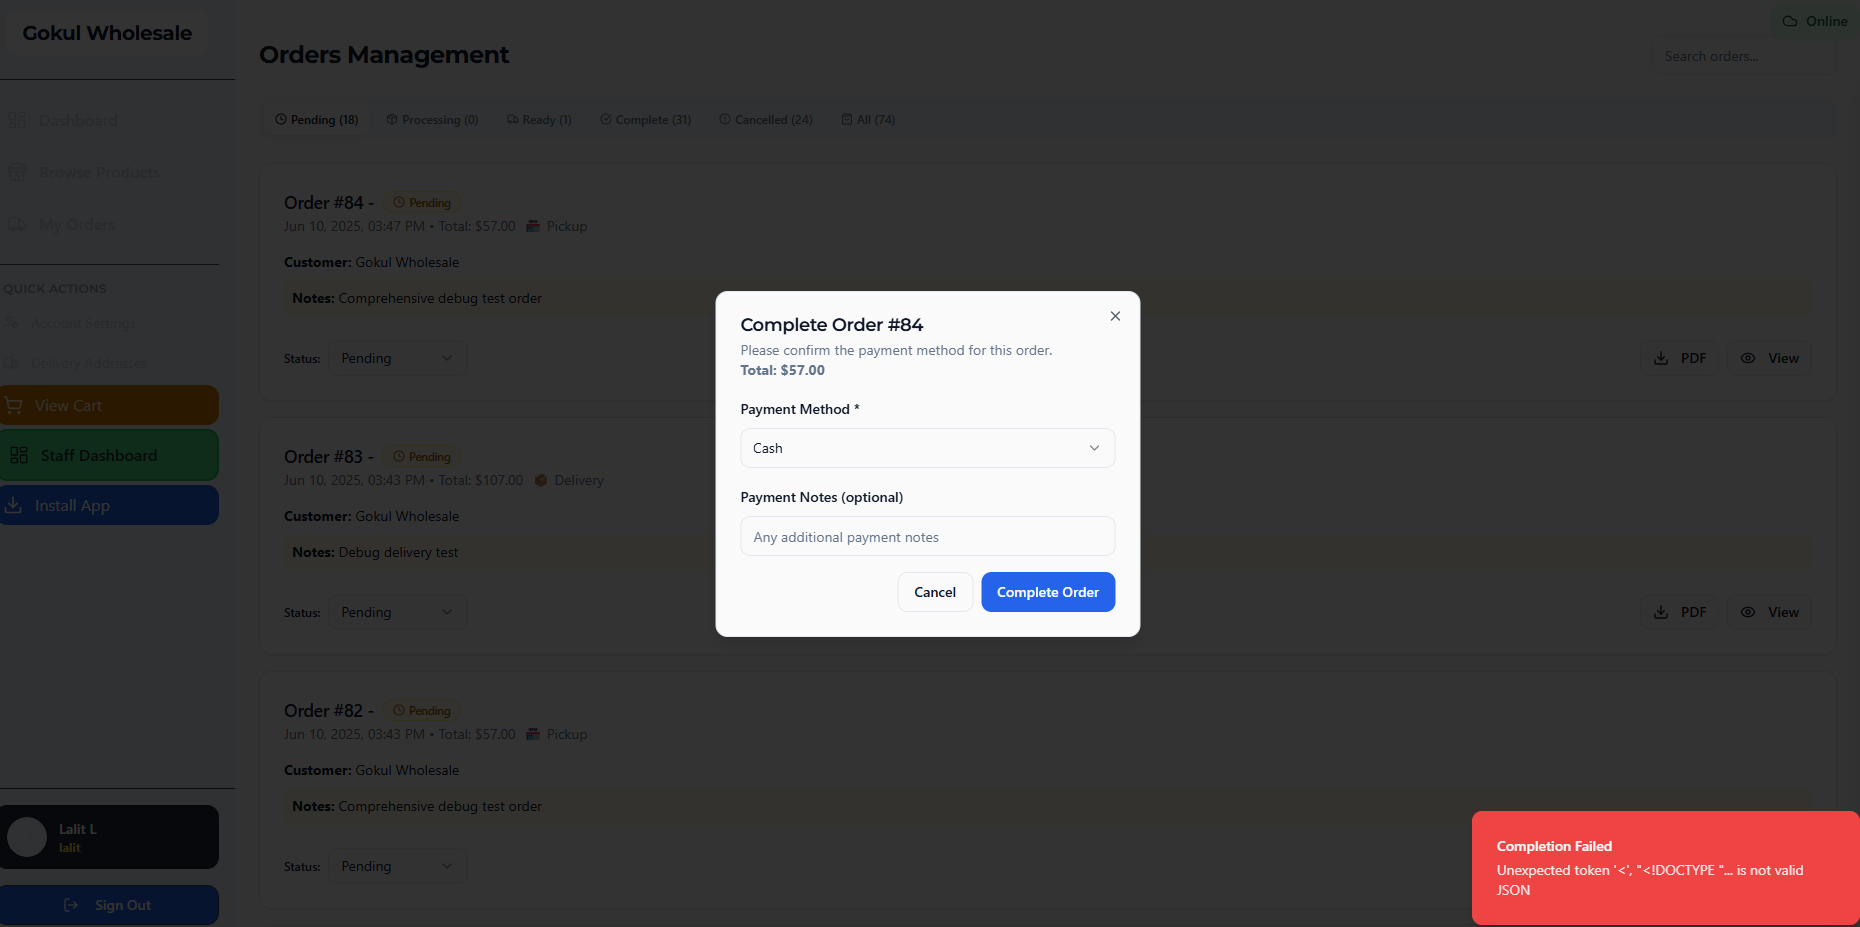 Gokul Wholesale
Dashboard
Browse Products
My Orders
QUICK ACTIONS
Account Settings
Delivery Addresses
View Cart
Staff Dashboard
Install App
Lalit L
lalit
Sign Out
Online
Orders Management
Search orders...
Pending (18)
Processing (0)
Ready (1)
Complete (31)
Cancelled (24)
All (74)
Order #84 - Pending
Jun 10, 2025, 03:47 PM • Total: $57.00 Pickup
Customer: Gokul Wholesale
Notes: Comprehensive debug test order
Status: Pending
PDF
View
Order #83 - Pending
Jun 10, 2025, 03:43 PM • Total: $107.00 Delivery
Customer: Gokul Wholesale
Notes: Debug delivery test
Status: Pending
PDF
View
Order #82 - Pending
Jun 10, 2025, 03:43 PM • Total: $57.00 Pickup
Customer: Gokul Wholesale
Notes: Comprehensive debug test order
Status: Pending
Complete Order #84
Please confirm the payment method for this order.
Total: $57.00
Payment Method *
Cash
Payment Notes (optional)
Any additional payment notes
Cancel
Complete Order
Completion Failed
Unexpected token '<', "<!DOCTYPE "... is not valid
JSON